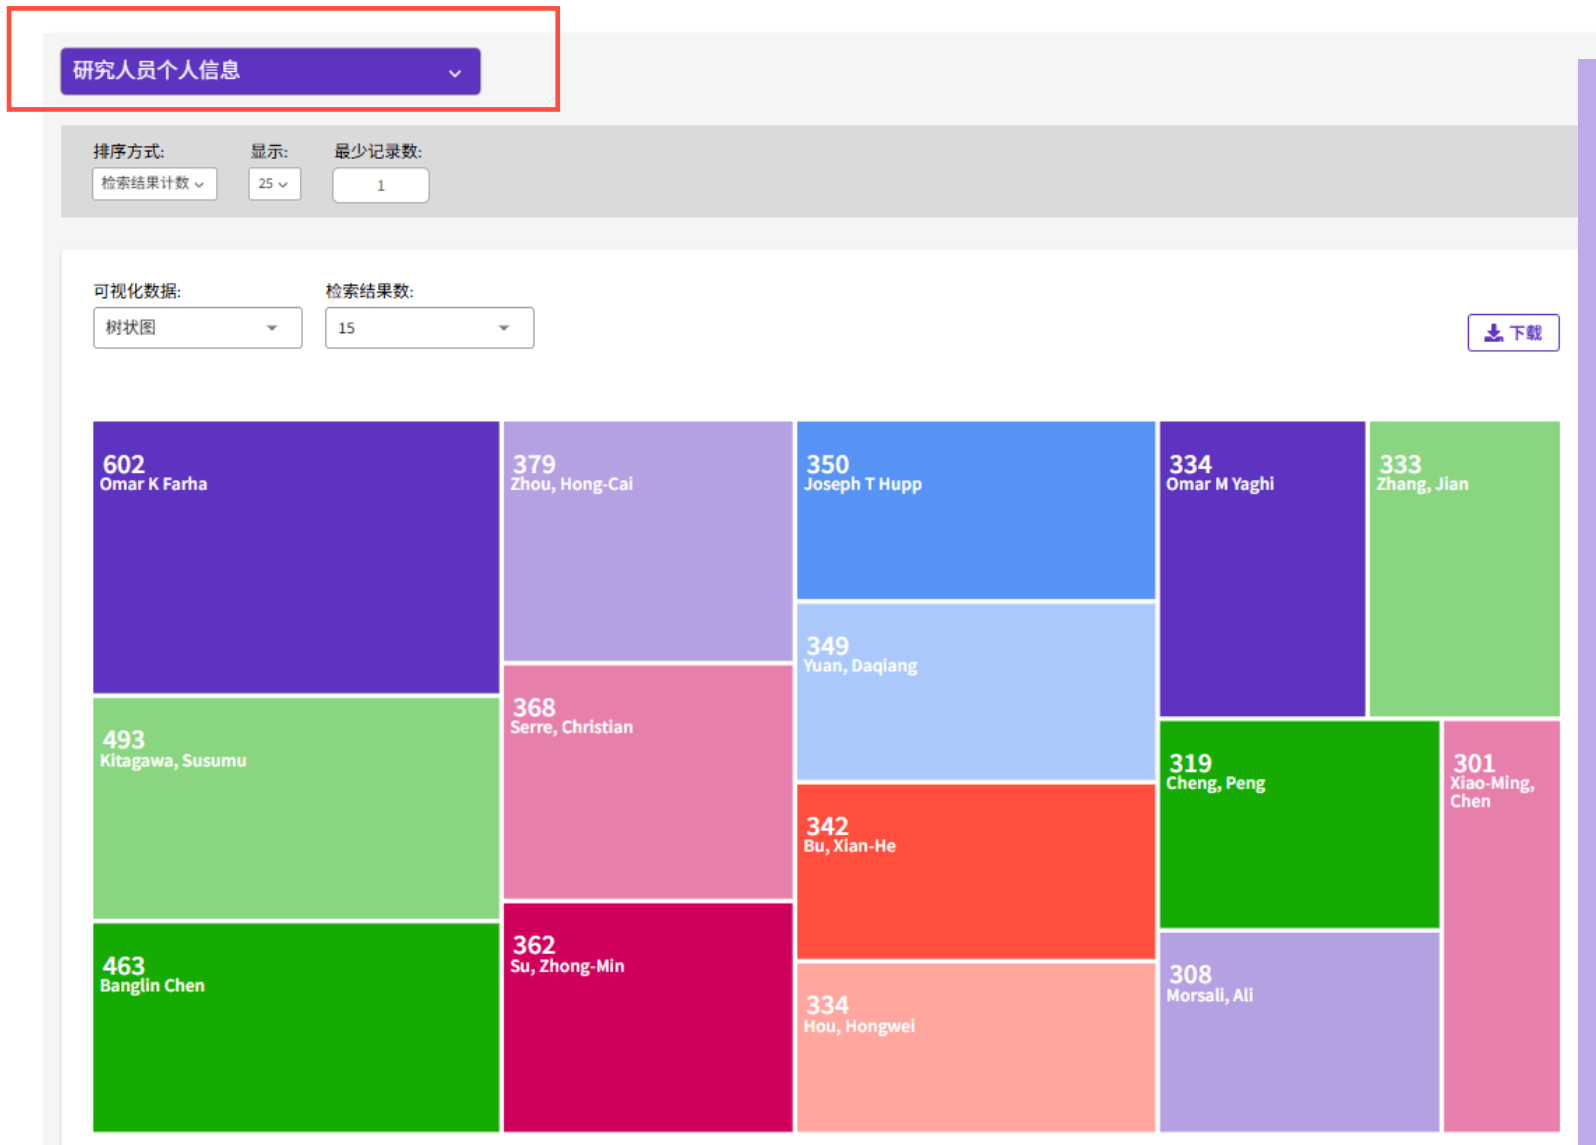 研究人员个人信息
排序方式: 显示: 最少记录数:
检索结果计数 25 1
可视化数据: 检索结果数:
树状图 15
下载
602
Omar K Farha
493
Kitagawa, Susumu
463
Banglin Chen
379
Zhou, Hong-Cai
368
Serre, Christian
362
Su, Zhong-Min
350
Joseph T Hupp
349
Yuan, Daqiang
342
Bu, Xian-He
334
Hou, Hongwei
334
Omar M Yaghi
333
Zhang, Jian
319
Cheng, Peng
308
Morsali, Ali
301
Xiao-Ming,
Chen